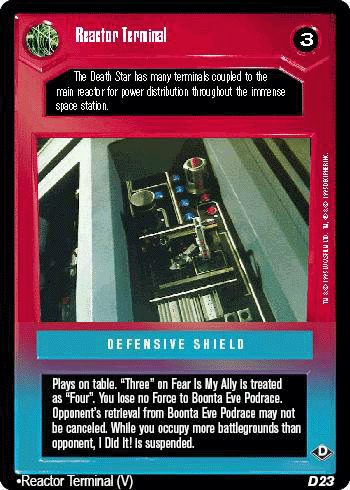 Reactor Terminal
3
The Death Star has many terminals coupled to the
main reactor for power distribution throughout the immense
space station.
TM & © 1995 LUCASFILM LTD. TM, ® & © 1995 DECIPHER INC.
DEFENSIVE SHIELD
Plays on table. “Three” on Fear Is My Ally is treated
as “Four”. You lose no Force to Boonta Eve Podrace.
Opponent’s retrieval from Boonta Eve Podrace may not
be canceled. While you occupy more battlegrounds than
opponent, I Did It! is suspended.
D
•Reactor Terminal (V)
D23